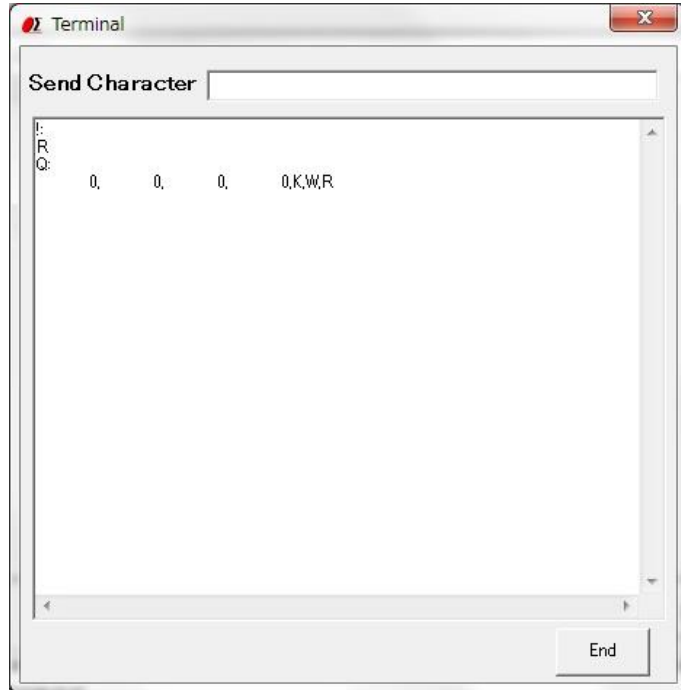 Terminal
Send Character
!:
R
Q:
0, 0, 0, 0,K,W,R
End